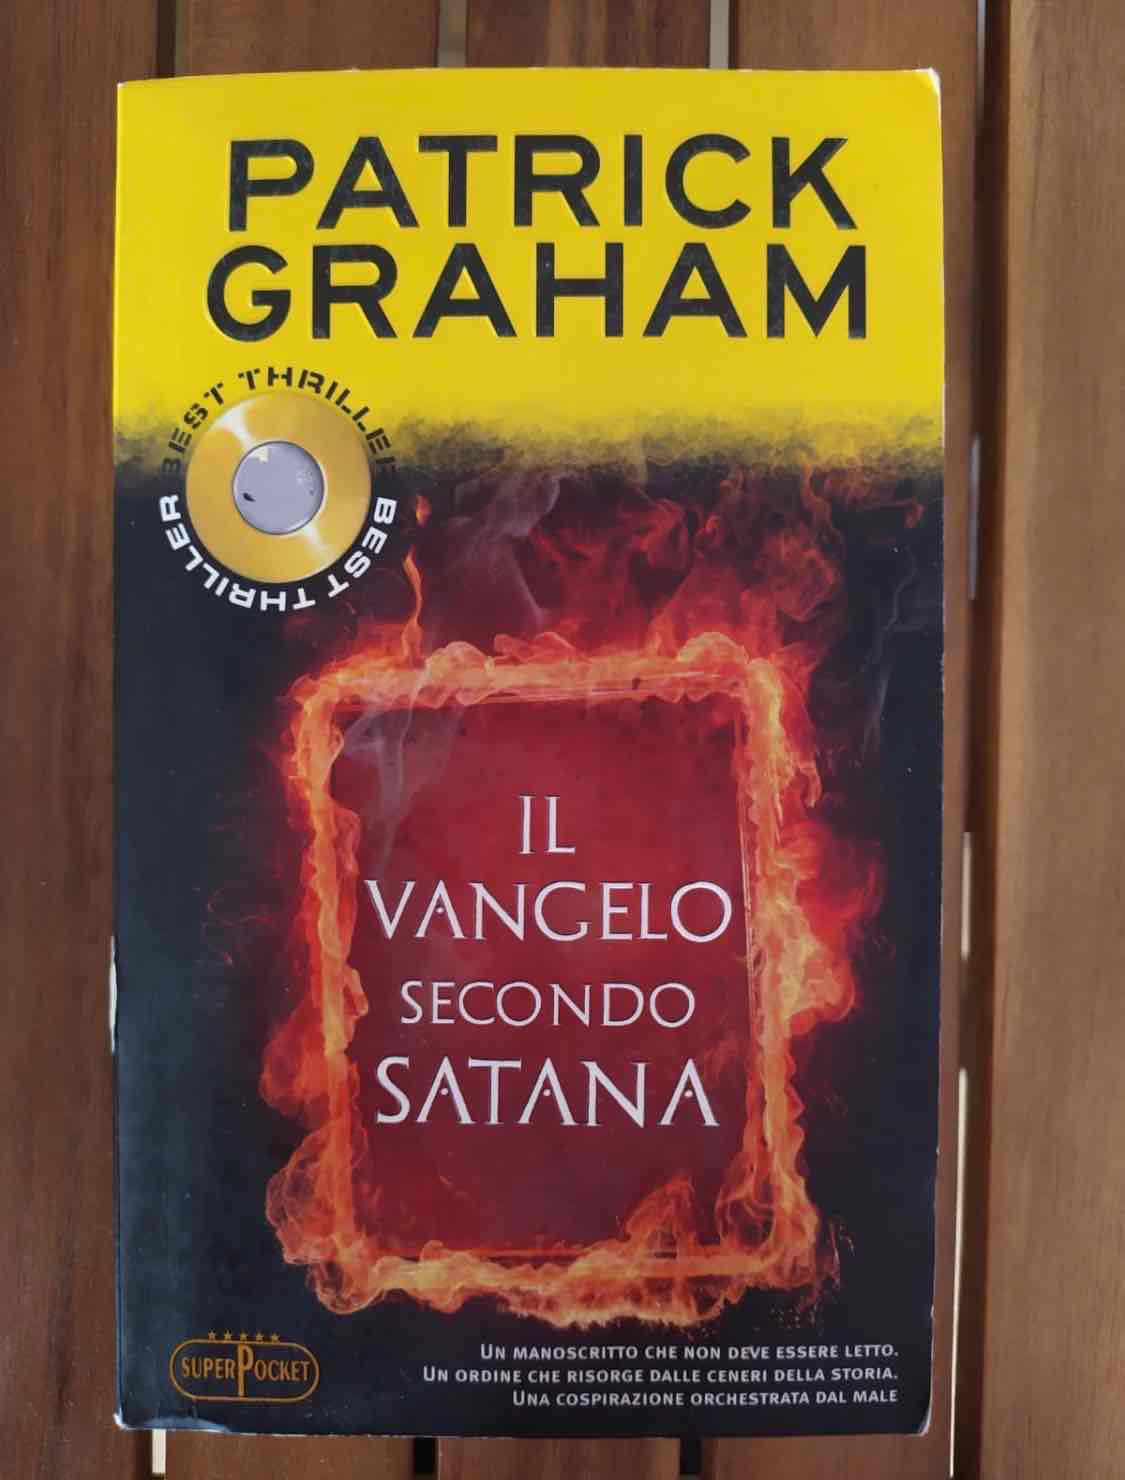 PATRICK
GRAHAM
BEST THRILLER
BEST THRILLER
IL
VANGELO
SECONDO
SATANA
SUPERPOCKET
UN MANOSCRITTO CHE NON DEVE ESSERE LETTO.
UN ORDINE CHE RISORGE DALLE CENERI DELLA STORIA.
UNA COSPIRAZIONE ORCHESTRATA DAL MALE